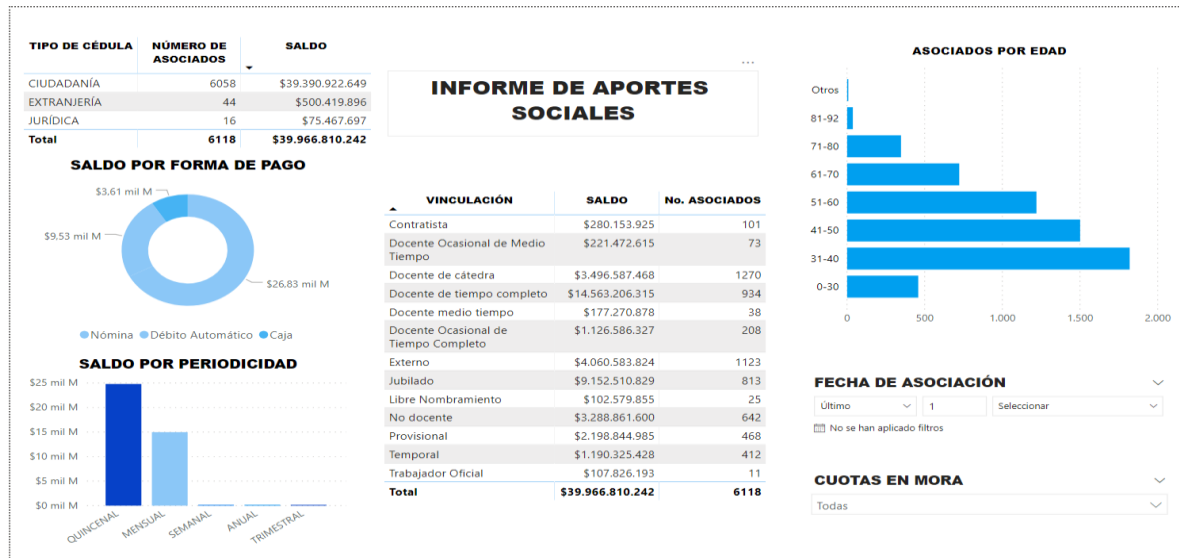 TIPO DE CÉDULA NÚMERO DE ASOCIADOS SALDO
CIUDADANÍA 6058 $39.390.922.649
EXTRANJERÍA 44 $500.419.896
JURÍDICA 16 $75.467.697
Total 6118 $39.966.810.242
SALDO POR FORMA DE PAGO
$3.61 mil M
$9,53 mil M
$26.83 mil M
Nómina Débito Automático Caja
SALDO POR PERIODICIDAD
$25 mil M
$20 mil M
$15 mil M
$10 mil M
$5 mil M
$0 mil M
QUINCENAL MENSUAL SEMANAL ANUAL TRIMESTRAL
...
INFORME DE APORTES
SOCIALES
VINCULACIÓN SALDO No. ASOCIADOS
Contratista $280.153.925 101
Docente Ocasional de Medio Tiempo $221.472.615 73
Docente de cátedra $3.496.587.468 1270
Docente de tiempo completo $14.563.206.315 934
Docente medio tiempo $177.270.878 38
Docente Ocasional de Tiempo Completo $1.126.586.327 208
Externo $4.060.583.824 1123
Jubilado $9.152.510.829 813
Libre Nombramiento $102.579.855 25
No docente $3.288.861.600 642
Provisional $2.198.844.985 468
Temporal $1.190.325.428 412
Trabajador Oficial $107.826.193 11
Total $39.966.810.242 6118
ASOCIADOS POR EDAD
Otros
81-92
71-80
61-70
51-60
41-50
31-40
0-30
0 500 1.000 1.500 2.000
FECHA DE ASOCIACIÓN
Último 1 Seleccionar
No se han aplicado filtros
CUOTAS EN MORA
Todas